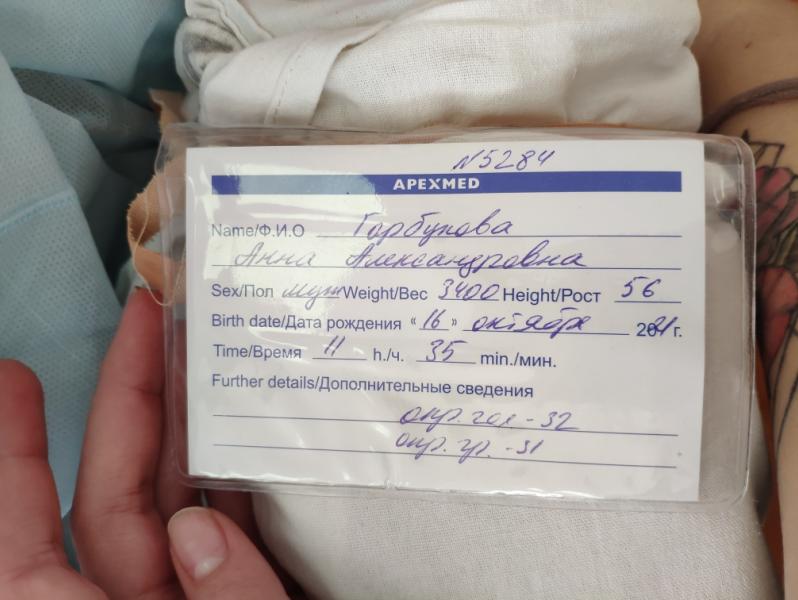 N5284
APEXMED
Name/Ф.И.О Горбунова
Анна Александровна
Sex/Пол муж Weight/Вес 3400 Height/Рост 56
Birth date/Дата рождения « 16 » октября 2021 г.
Time/Время 11 h./ч. 35 min./мин.
Further details/Дополнительные сведения
окр. гол - 32
окр. гр. - 31